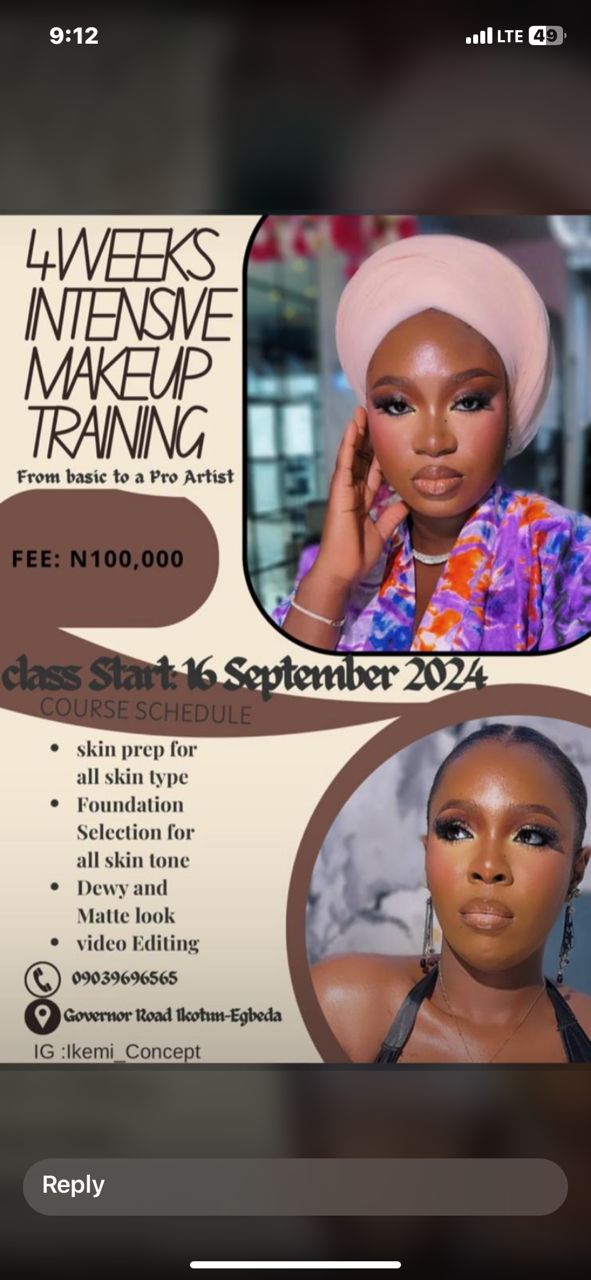 9:12
LTE 49
4WEEKS
INTENSIVE
MAKEUP
TRAINING
From basic to a Pro Artist
FEE: N100,000
class Start: 16 September 2024
COURSE SCHEDULE
• skin prep for
all skin type
• Foundation
Selection for
all skin tone
• Dewy and
Matte look
• video Editing
09039696565
Governor Road Ikotun-Egbeda
IG :Ikemi_Concept
Reply